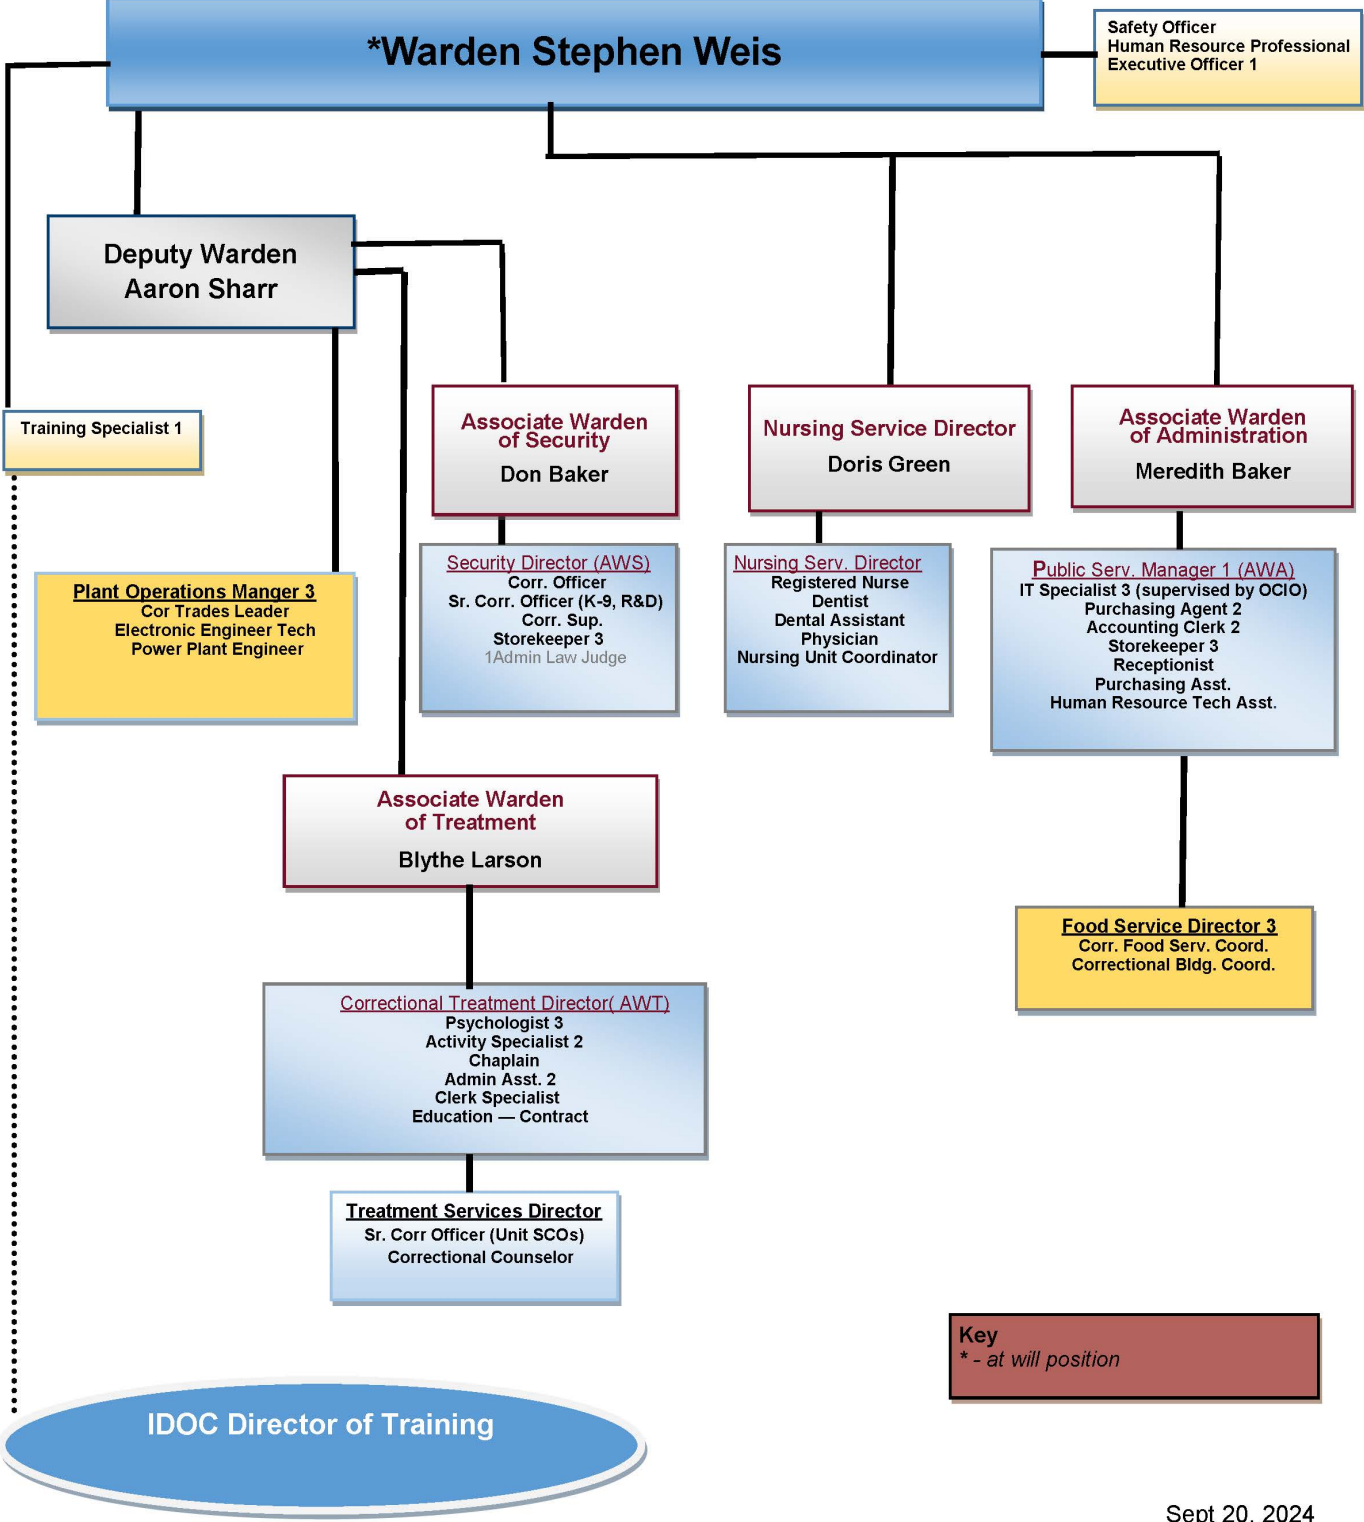 *Warden Stephen Weis
Safety Officer
Human Resource Professional
Executive Officer 1
Deputy Warden
Aaron Sharr
Training Specialist 1
Associate Warden
of Security
Don Baker
Nursing Service Director
Doris Green
Associate Warden
of Administration
Meredith Baker
Plant Operations Manger 3
Cor Trades Leader
Electronic Engineer Tech
Power Plant Engineer
Security Director (AWS)
Corr. Officer
Sr. Corr. Officer (K-9, R&D)
Corr. Sup.
Storekeeper 3
1Admin Law Judge
Nursing Serv. Director
Registered Nurse
Dentist
Dental Assistant
Physician
Nursing Unit Coordinator
Public Serv. Manager 1 (AWA)
IT Specialist 3 (supervised by OCIO)
Purchasing Agent 2
Accounting Clerk 2
Storekeeper 3
Receptionist
Purchasing Asst.
Human Resource Tech Asst.
Associate Warden
of Treatment
Blythe Larson
Food Service Director 3
Corr. Food Serv. Coord.
Correctional Bldg. Coord.
Correctional Treatment Director( AWT)
Psychologist 3
Activity Specialist 2
Chaplain
Admin Asst. 2
Clerk Specialist
Education — Contract
Treatment Services Director
Sr. Corr Officer (Unit SCOs)
Correctional Counselor
Key
* - at will position
IDOC Director of Training
Sept 20, 2024